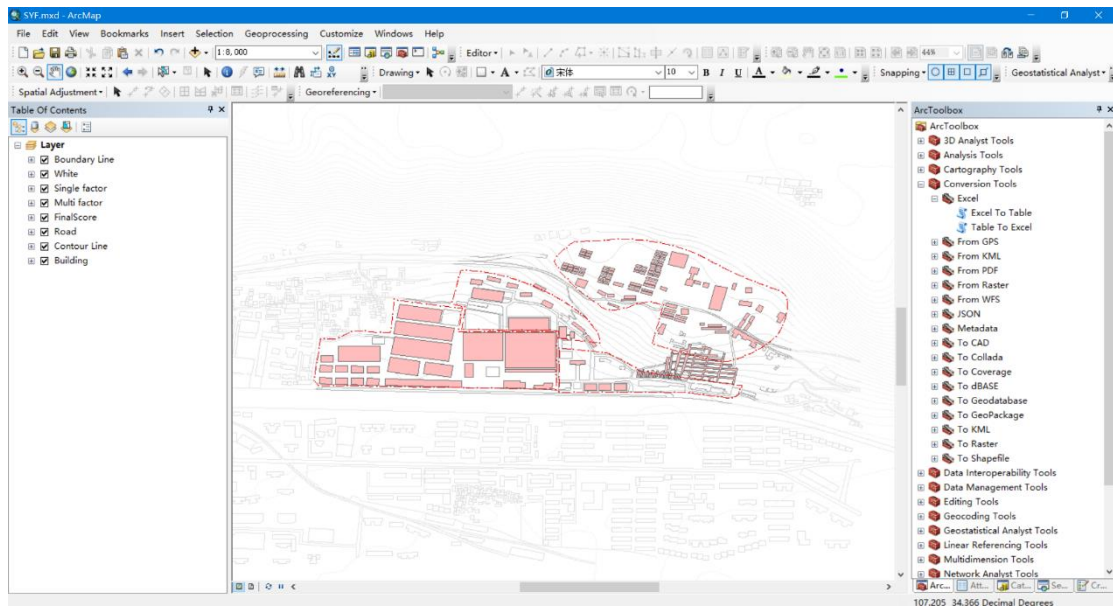 SYF.mxd - ArcMap
File Edit View Bookmarks Insert Selection Geoprocessing Customize Windows Help
1:8,000 Editor 44%
Drawing 宋体 10 B I U A Snapping Geostatistical Analyst
Spatial Adjustment Georeferencing
Table Of Contents
Layer
Boundary Line
White
Single factor
Multi factor
FinalScore
Road
Contour Line
Building
ArcToolbox
ArcToolbox
3D Analyst Tools
Analysis Tools
Cartography Tools
Conversion Tools
Excel
Excel To Table
Table To Excel
From GPS
From KML
From PDF
From Raster
From WFS
JSON
Metadata
To CAD
To Collada
To Coverage
To dBASE
To Geodatabase
To GeoPackage
To KML
To Raster
To Shapefile
Data Interoperability Tools
Data Management Tools
Editing Tools
Geocoding Tools
Geostatistical Analyst Tools
Linear Referencing Tools
Multidimension Tools
Network Analyst Tools
Arc... Att... Cat... Se... Cr...
107.205 34.366 Decimal Degrees